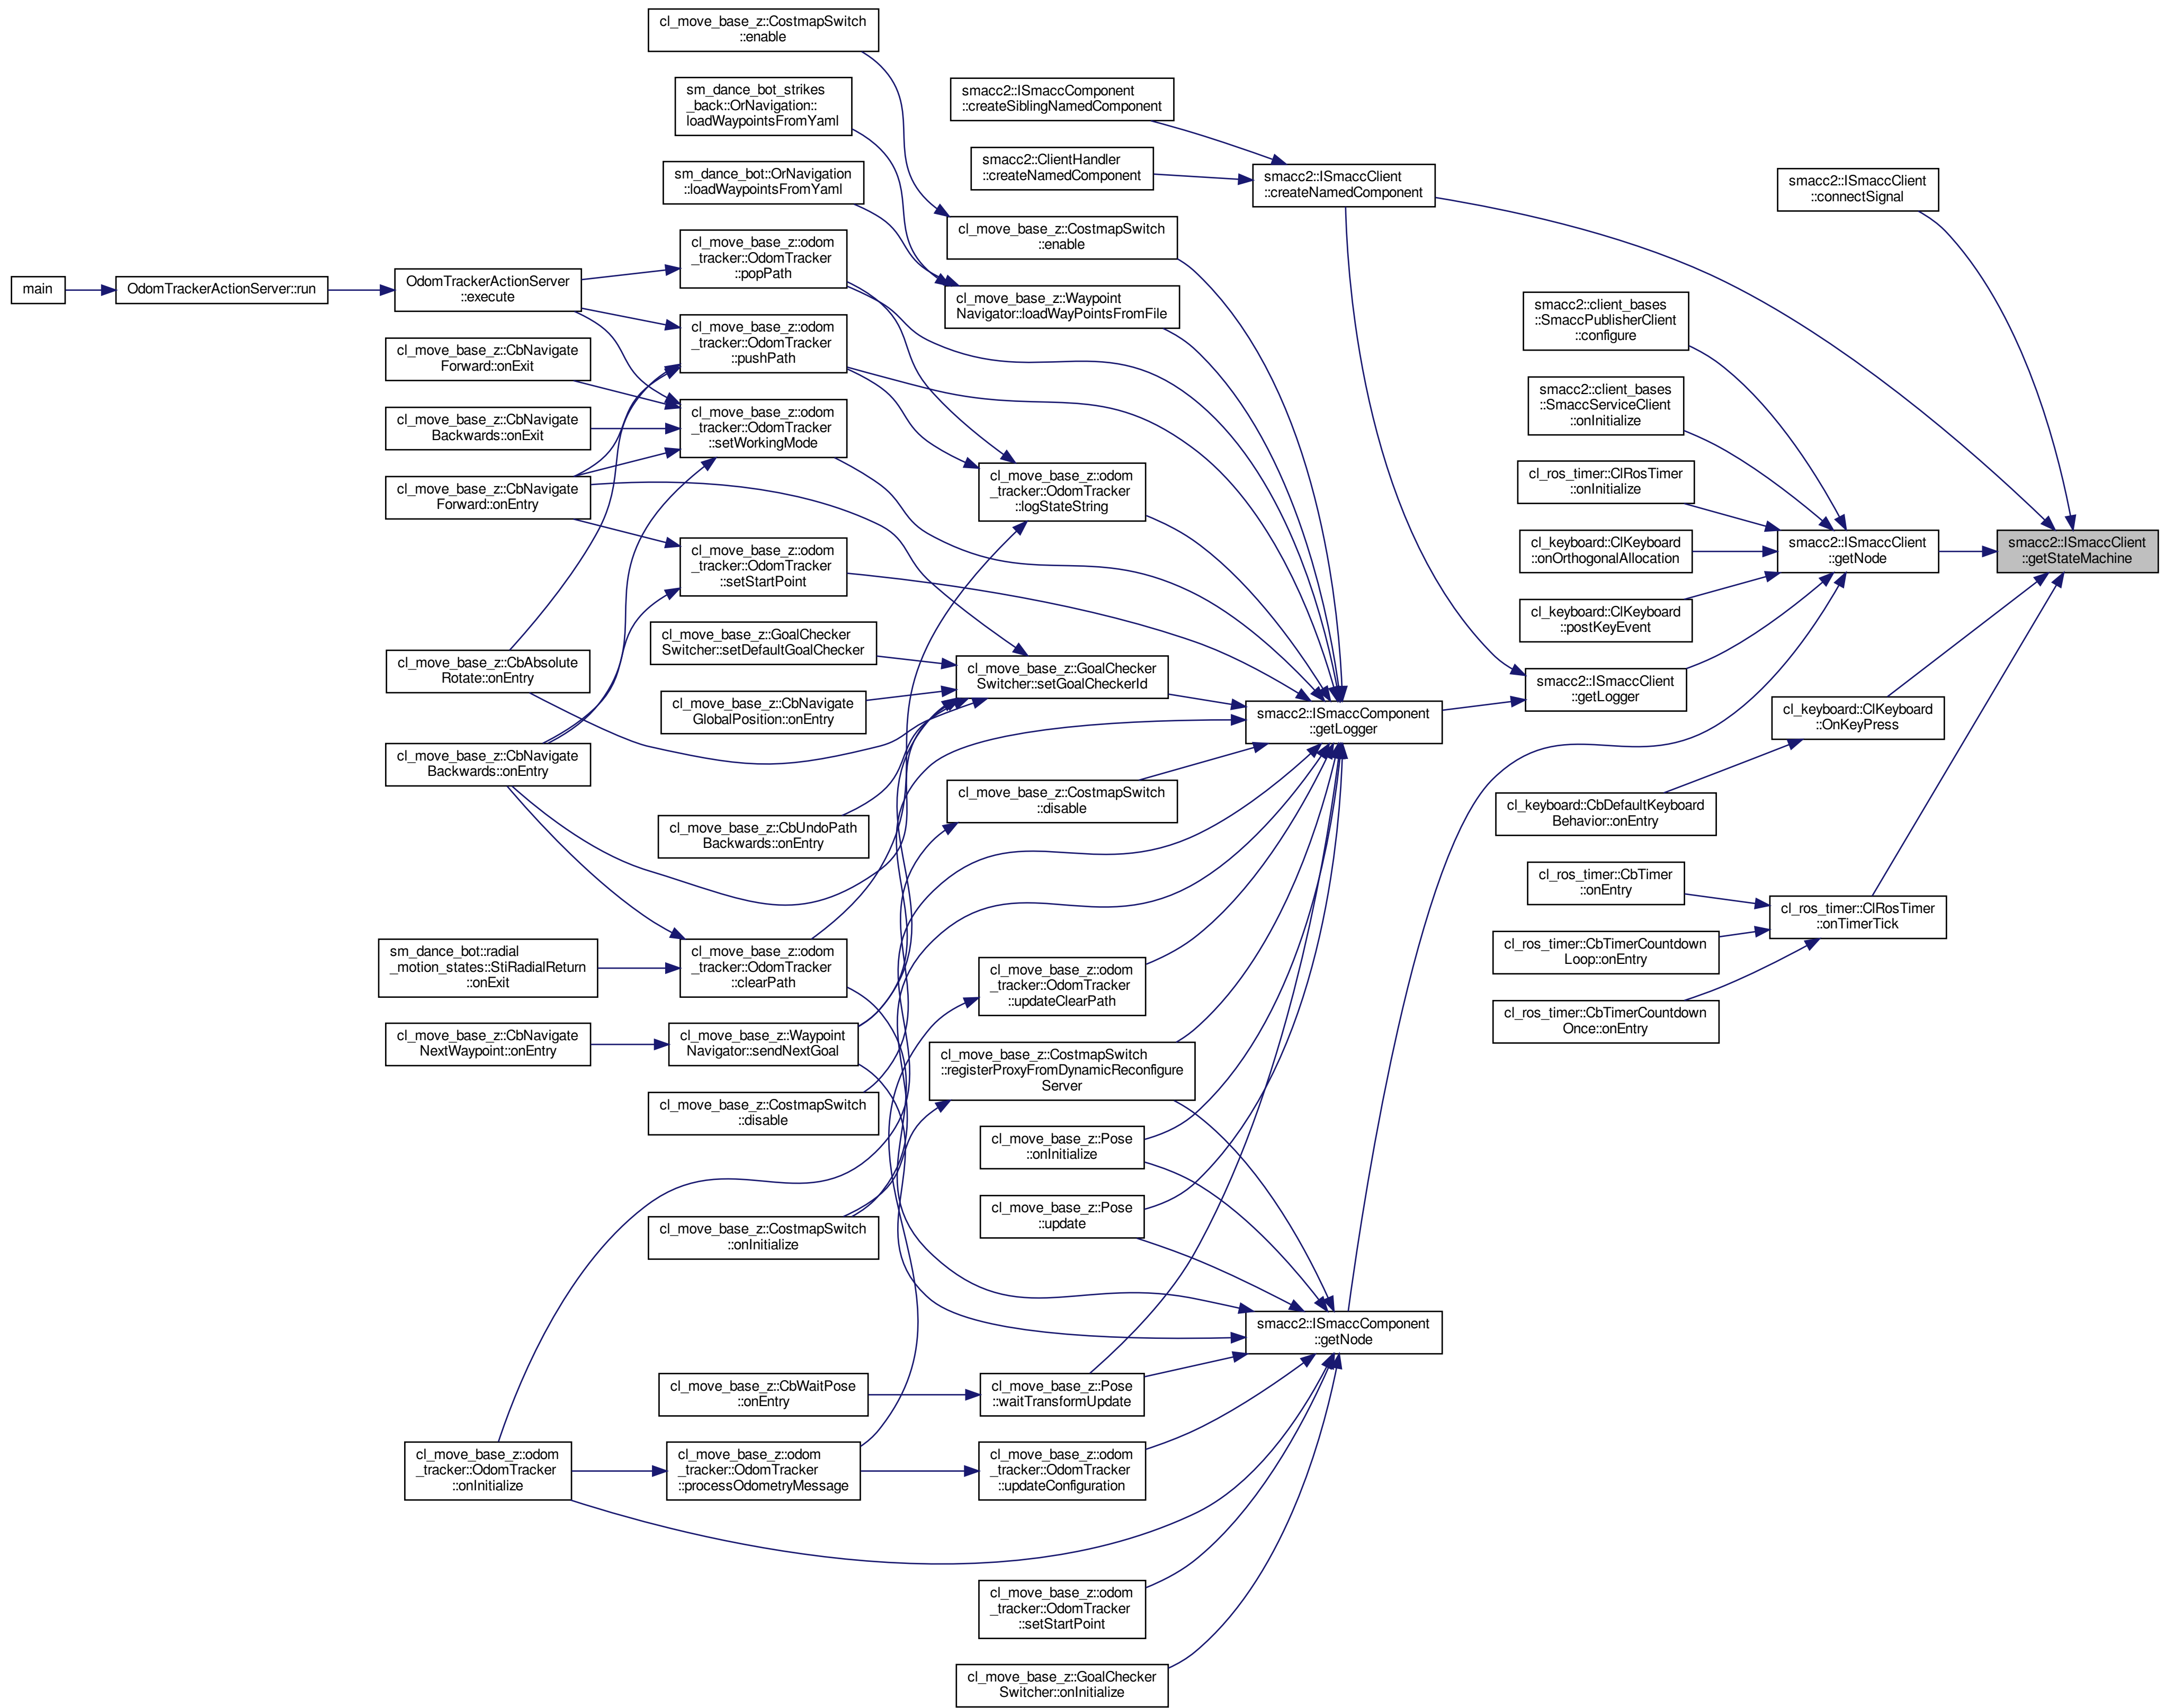 cl_move_base_z::CostmapSwitch
::enable
sm_dance_bot_strikes
_back::OrNavigation::
loadWaypointsFromYaml
sm_dance_bot::OrNavigation
::loadWaypointsFromYaml
cl_move_base_z::odom
_tracker::OdomTracker
::popPath
main
OdomTrackerActionServer::run
OdomTrackerActionServer
::execute
cl_move_base_z::odom
_tracker::OdomTracker
::pushPath
cl_move_base_z::CbNavigate
Forward::onExit
cl_move_base_z::CbNavigate
Backwards::onExit
cl_move_base_z::odom
_tracker::OdomTracker
::setWorkingMode
cl_move_base_z::CbNavigate
Forward::onEntry
cl_move_base_z::odom
_tracker::OdomTracker
::setStartPoint
cl_move_base_z::GoalChecker
Switcher::setDefaultGoalChecker
cl_move_base_z::CbAbsolute
Rotate::onEntry
cl_move_base_z::CbNavigate
GlobalPosition::onEntry
cl_move_base_z::CbNavigate
Backwards::onEntry
cl_move_base_z::CbUndoPath
Backwards::onEntry
sm_dance_bot::radial
_motion_states::StiRadialReturn
::onExit
cl_move_base_z::odom
_tracker::OdomTracker
::clearPath
cl_move_base_z::CbNavigate
NextWaypoint::onEntry
cl_move_base_z::Waypoint
Navigator::sendNextGoal
cl_move_base_z::CostmapSwitch
::disable
cl_move_base_z::CostmapSwitch
::onInitialize
cl_move_base_z::CbWaitPose
::onEntry
cl_move_base_z::odom
_tracker::OdomTracker
::onInitialize
cl_move_base_z::odom
_tracker::OdomTracker
::processOdometryMessage
smacc2::ISmaccComponent
::createSiblingNamedComponent
smacc2::ClientHandler
::createNamedComponent
cl_move_base_z::CostmapSwitch
::enable
cl_move_base_z::Waypoint
Navigator::loadWayPointsFromFile
cl_move_base_z::odom
_tracker::OdomTracker
::logStateString
cl_move_base_z::GoalChecker
Switcher::setGoalCheckerId
cl_move_base_z::CostmapSwitch
::disable
cl_move_base_z::odom
_tracker::OdomTracker
::updateClearPath
cl_move_base_z::CostmapSwitch
::registerProxyFromDynamicReconfigure
Server
cl_move_base_z::Pose
::onInitialize
cl_move_base_z::Pose
::update
cl_move_base_z::Pose
::waitTransformUpdate
cl_move_base_z::odom
_tracker::OdomTracker
::updateConfiguration
cl_move_base_z::odom
_tracker::OdomTracker
::setStartPoint
cl_move_base_z::GoalChecker
Switcher::onInitialize
smacc2::ISmaccClient
::createNamedComponent
smacc2::ISmaccComponent
::getLogger
smacc2::ISmaccComponent
::getNode
smacc2::client_bases
::SmaccPublisherClient
::configure
smacc2::client_bases
::SmaccServiceClient
::onInitialize
cl_ros_timer::ClRosTimer
::onInitialize
cl_keyboard::ClKeyboard
::onOrthogonalAllocation
cl_keyboard::ClKeyboard
::postKeyEvent
smacc2::ISmaccClient
::getLogger
cl_keyboard::CbDefaultKeyboard
Behavior::onEntry
cl_ros_timer::CbTimer
::onEntry
cl_ros_timer::CbTimerCountdown
Loop::onEntry
cl_ros_timer::CbTimerCountdown
Once::onEntry
smacc2::ISmaccClient
::connectSignal
smacc2::ISmaccClient
::getNode
cl_keyboard::ClKeyboard
::OnKeyPress
cl_ros_timer::ClRosTimer
::onTimerTick
smacc2::ISmaccClient
::getStateMachine